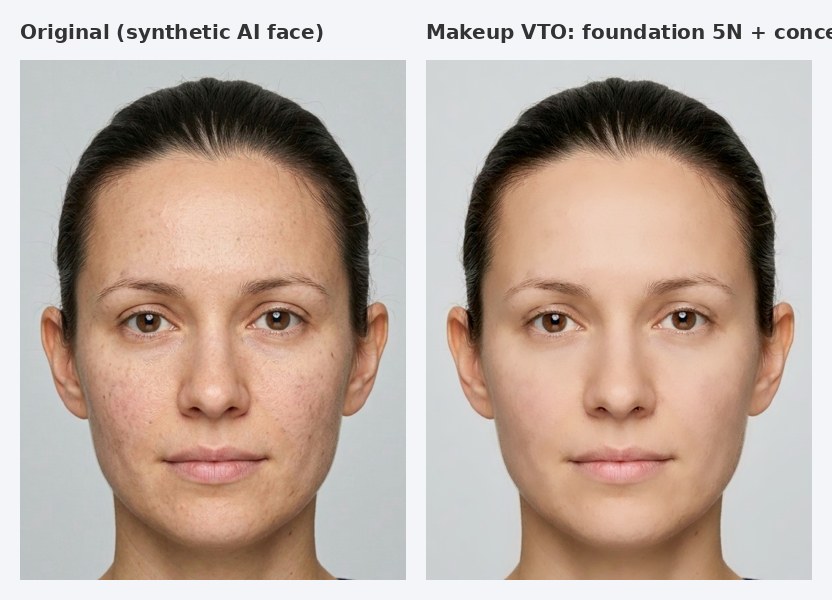 Original (synthetic AI face)
Makeup VTO: foundation 5N + conce